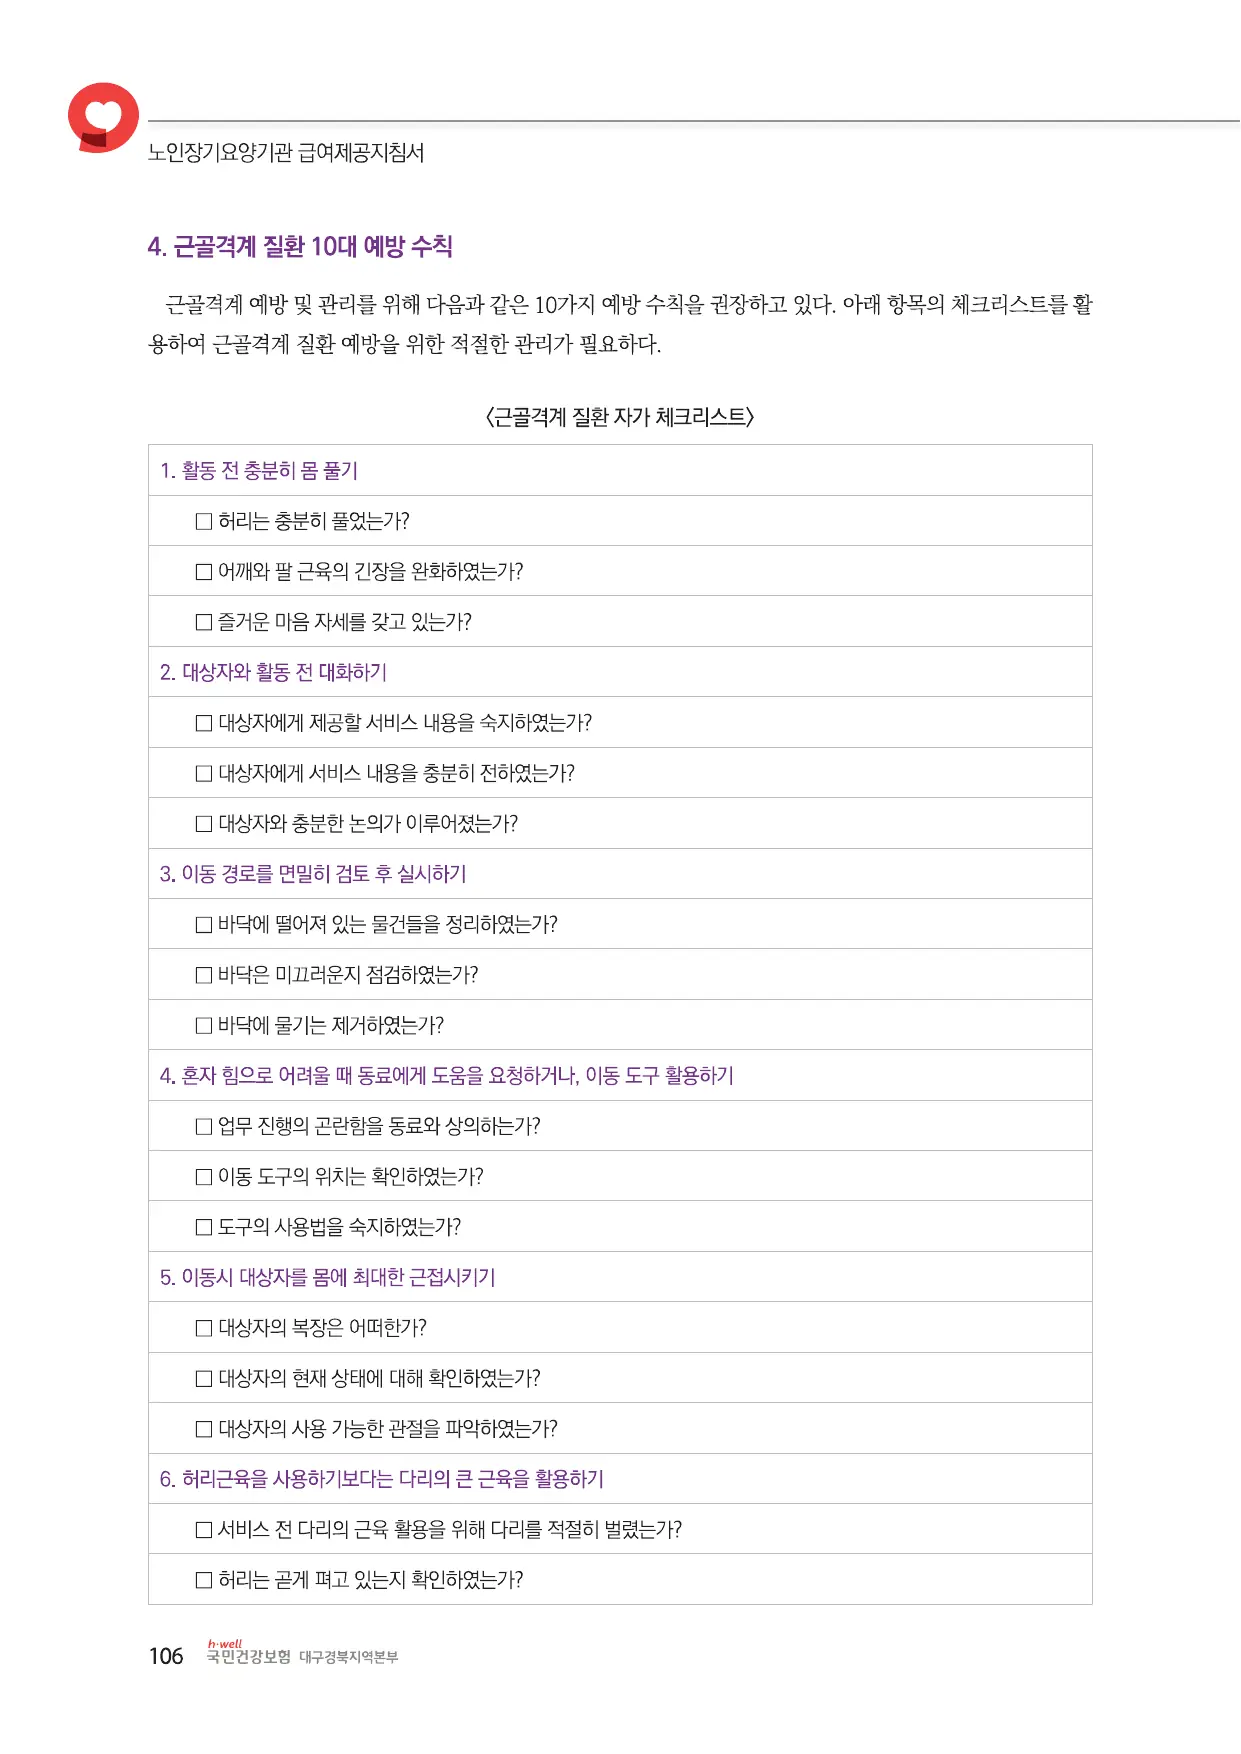 노인장기요양기관 급여제공지침서
4. 근골격계 질환 10대 예방 수칙
근골격계 예방 및 관리를 위해 다음과 같은 10가지 예방 수칙을 권장하고 있다. 아래 항목의 체크리스트를 활
용하여 근골격계 질환 예방을 위한 적절한 관리가 필요하다.
<근골격계 질환 자가 체크리스트>
1. 활동 전 충분히 몸 풀기
□ 허리는 충분히 풀었는가?
□ 어깨와 팔 근육의 긴장을 완화하였는가?
□ 즐거운 마음 자세를 갖고 있는가?
2. 대상자와 활동 전 대화하기
□ 대상자에게 제공할 서비스 내용을 숙지하였는가?
□ 대상자에게 서비스 내용을 충분히 전하였는가?
□ 대상자와 충분한 논의가 이루어졌는가?
3. 이동 경로를 면밀히 검토 후 실시하기
□ 바닥에 떨어져 있는 물건들을 정리하였는가?
□ 바닥은 미끄러운지 점검하였는가?
□ 바닥에 물기는 제거하였는가?
4. 혼자 힘으로 어려울 때 동료에게 도움을 요청하거나, 이동 도구 활용하기
□ 업무 진행의 곤란함을 동료와 상의하는가?
□ 이동 도구의 위치는 확인하였는가?
□ 도구의 사용법을 숙지하였는가?
5. 이동시 대상자를 몸에 최대한 근접시키기
□ 대상자의 복장은 어떠한가?
□ 대상자의 현재 상태에 대해 확인하였는가?
□ 대상자의 사용 가능한 관절을 파악하였는가?
6. 허리근육을 사용하기보다는 다리의 큰 근육을 활용하기
□ 서비스 전 다리의 근육 활용을 위해 다리를 적절히 벌렸는가?
□ 허리는 곧게 펴고 있는지 확인하였는가?
106 h·well 국민건강보험 대구경북지역본부